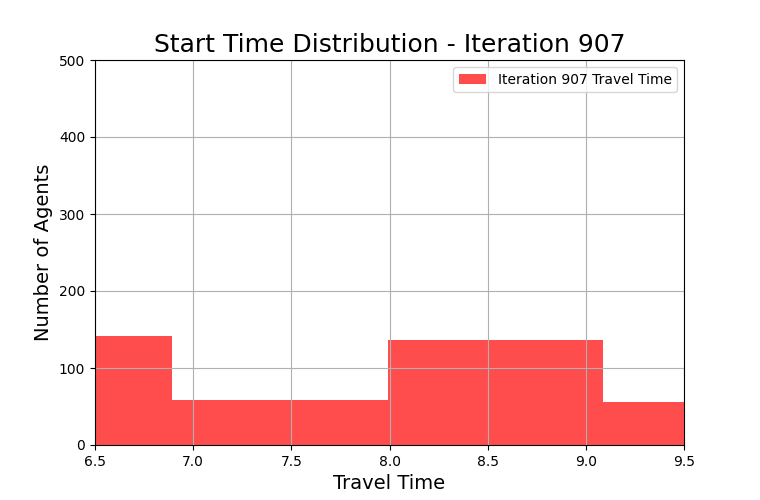 Start Time Distribution - Iteration 907
500
Iteration 907 Travel Time
400
300
200
100
0
Number of Agents
6.5 7.0 7.5 8.0 8.5 9.0 9.5
Travel Time